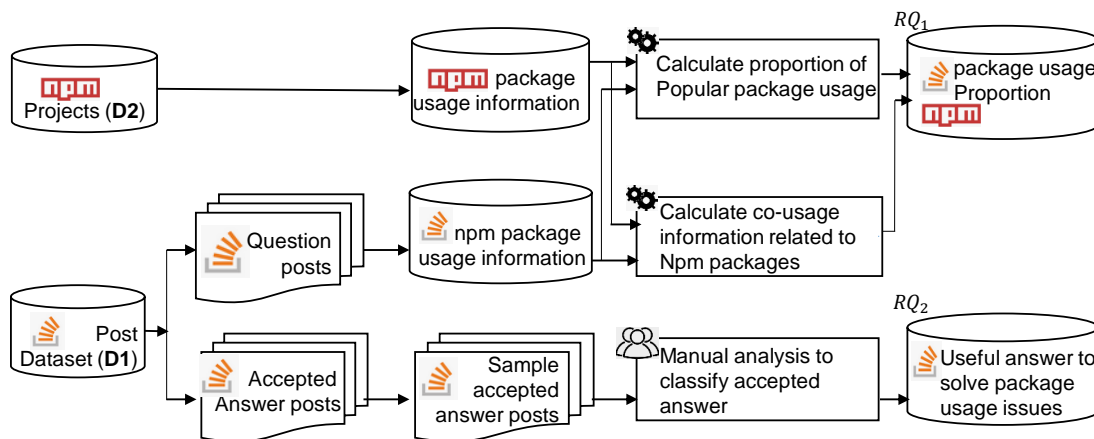 npm
Projects (D2)
npm package
usage information
Calculate proportion of
Popular package usage
RQ1
package usage
Proportion
npm
Question
posts
npm package
usage information
Calculate co-usage
information related to
Npm packages
Post
Dataset (D1)
Accepted
Answer posts
Sample
accepted
answer posts
Manual analysis to
classify accepted
answer
RQ2
Useful answer to
solve package
usage issues